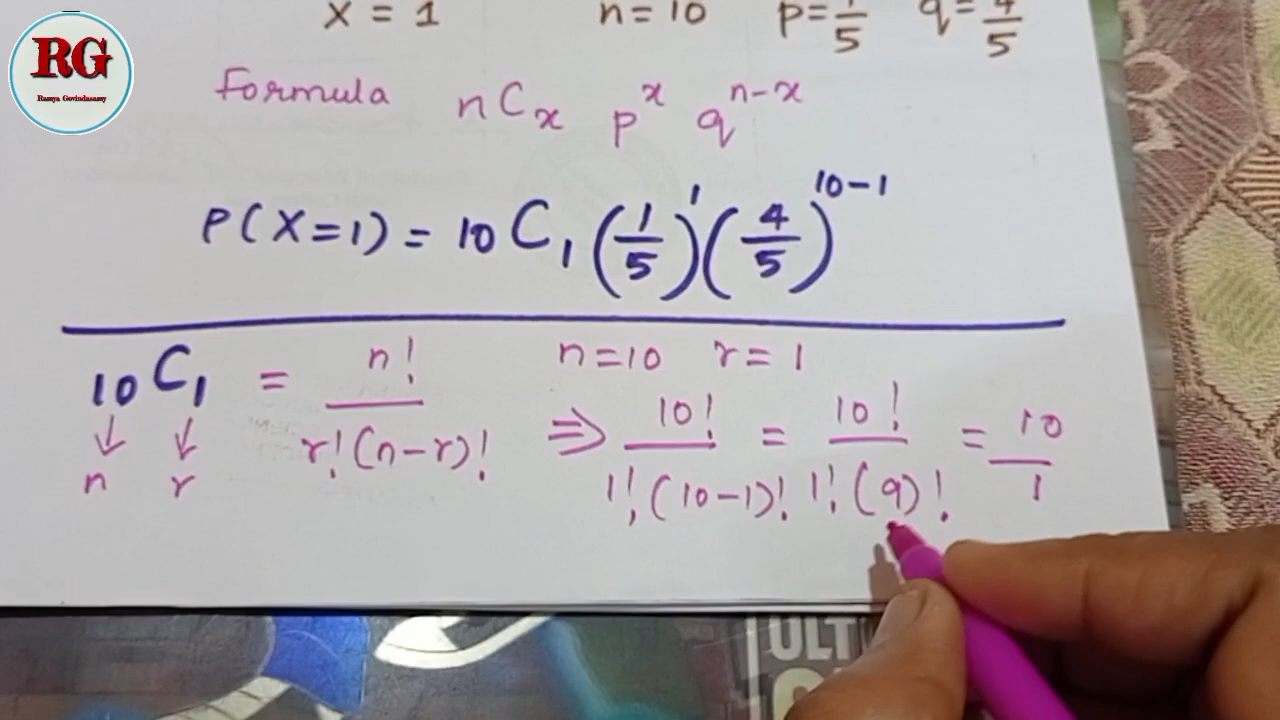 RG
Ramya Govindasamy
x = 1 n = 10 p = 1/5 q = 4/5
Formula nCx p^x q^(n-x)
P(X=1) = 10C1 (1/5)^1 (4/5)^(10-1)
10C1 = n!/r!(n-r)! n=10 r=1
⇒ 10!/1!,(10-1)! = 10!/1!(9)! = 10/1
↓ ↓
n r
ULT